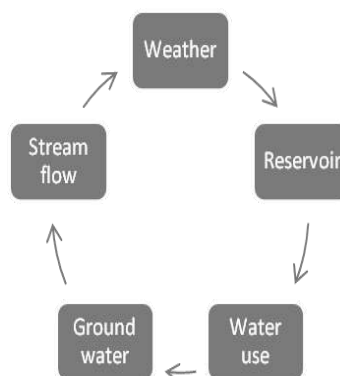 Weather
Reservoir
Water
use
Ground
water
Stream
flow